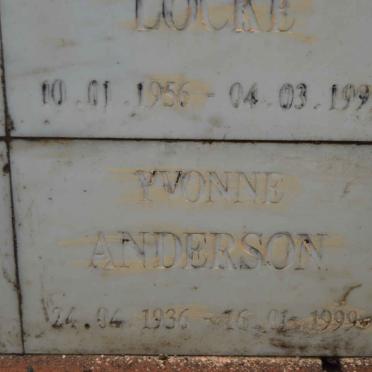 LOCKE
10.01.1956 - 04.03.199
YVONNE
ANDERSON
24.04 1936 - 16.01.1999